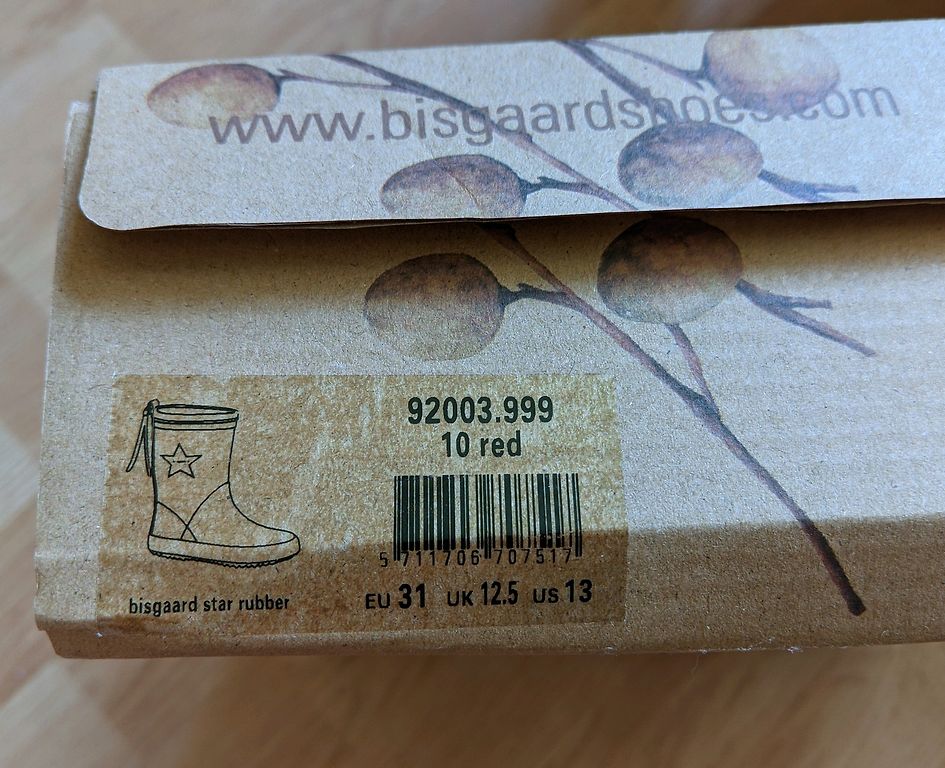 www.bisgaardshoes.com
92003.999
10 red
5 711706 707517
EU 31 UK 12.5 US 13
bisgaard star rubber